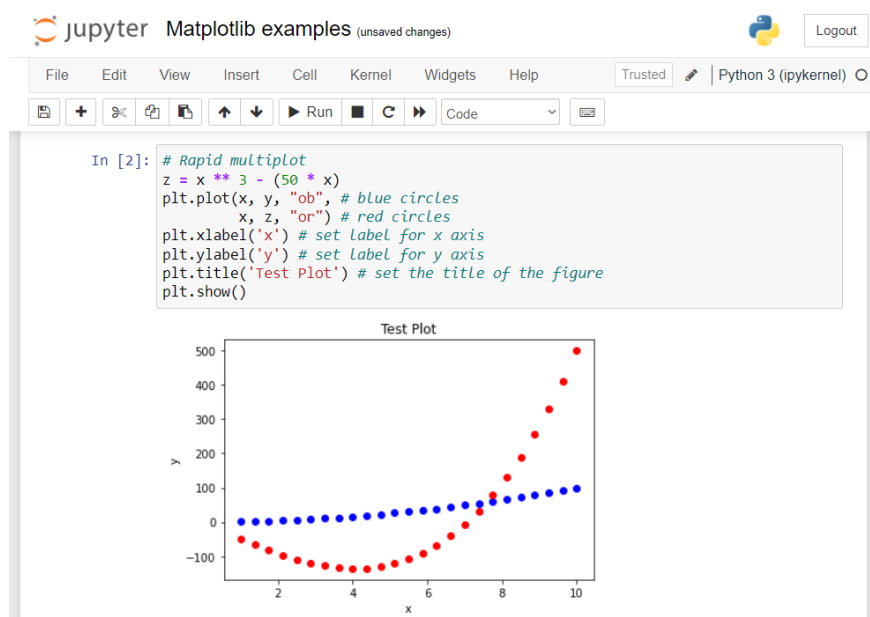 jupyter Matplotlib examples (unsaved changes) Logout
File Edit View Insert Cell Kernel Widgets Help Trusted Python 3 (ipykernel)
Run Code
In [2]: # Rapid multiplot
z = x ** 3 - (50 * x)
plt.plot(x, y, "ob", # blue circles
x, z, "or") # red circles
plt.xlabel('x') # set label for x axis
plt.ylabel('y') # set label for y axis
plt.title('Test Plot') # set the title of the figure
plt.show()
Test Plot
500
400
300
200
100
0
−100
y
2 4 6 8 10
x